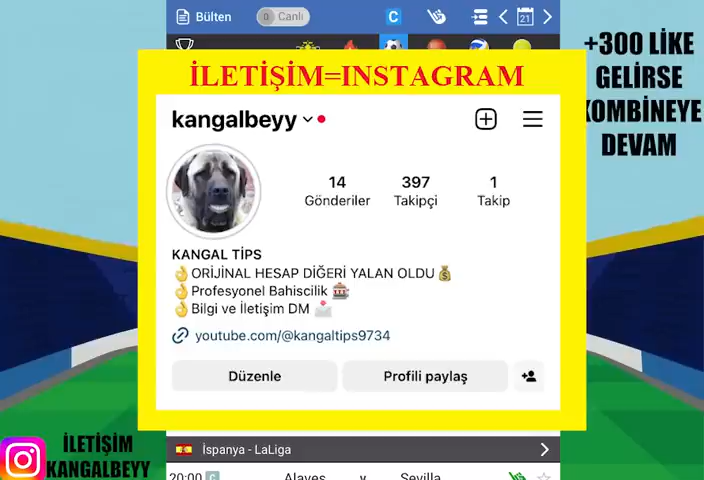 Bülten
0 Canlı
C
21
İLETİŞİM=INSTAGRAM
+300 LİKE
GELİRSE
KOMBİNEYE
DEVAM
kangalbeyy
14 397 1
Gönderiler Takipçi Takip
KANGAL TİPS
👌ORİJİNAL HESAP DİĞERİ YALAN OLDU💰
👌Profesyonel Bahiscilik🎰
👌Bilgi ve İletişim DM📩
youtube.com/@kangaltips9734
Düzenle Profili paylaş
İLETİŞİM
KANGALBEYY
İspanya - LaLiga
20:00 C Alaves v Sevilla